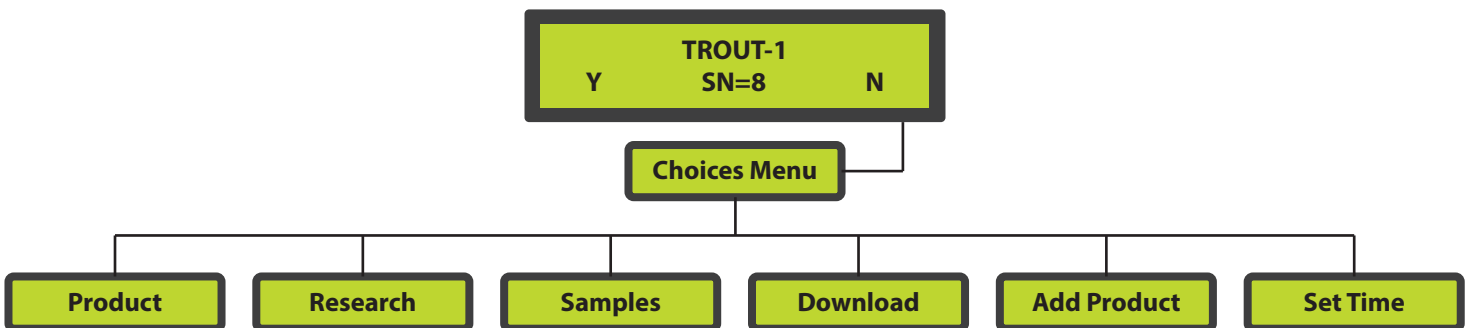 TROUT-1
Y SN=8 N
Choices Menu
Product Research Samples Download Add Product Set Time